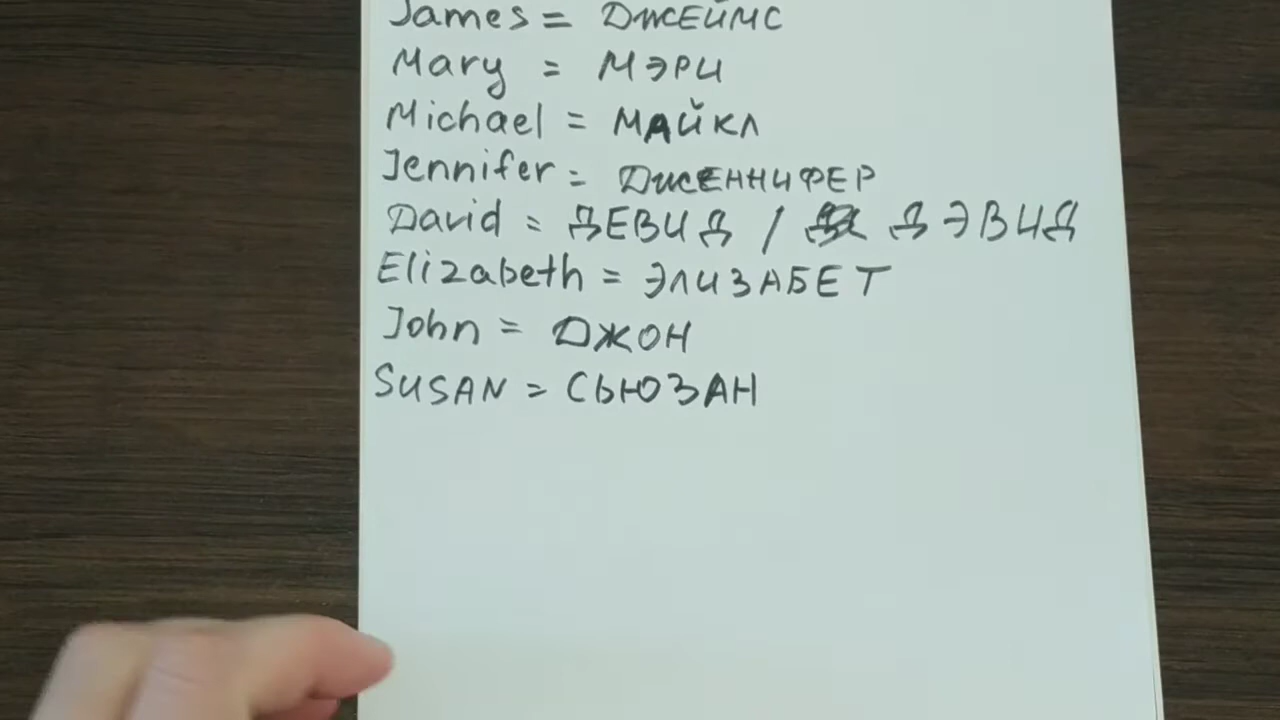 James = ДЖЕЙМС
Mary = МЭРИ
Michael = МАЙКЛ
Jennifer = ДЖЕННИФЕР
David = ДЕВИД / ДЭВИД
Elizabeth = ЭЛИЗАБЕТ
John = ДЖОН
SUSAN = СЬЮЗАН